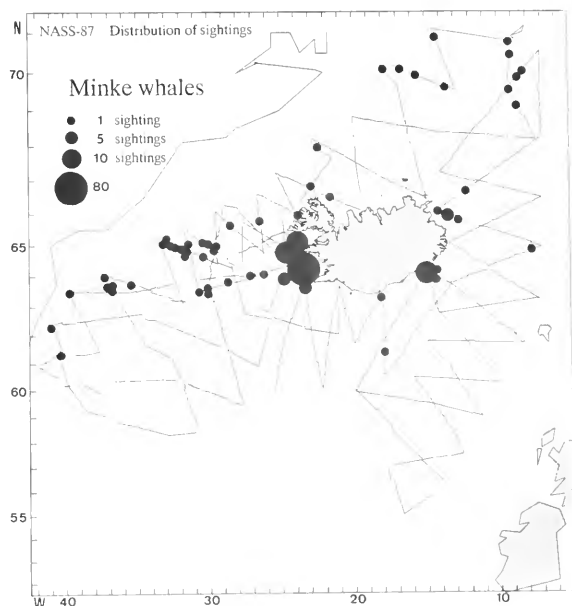 N NASS-87 Distribution of sightings
70
Minke whales
1 sighting
5 sightings
10 sightings
80
65
60
55
W 40 30 20 10